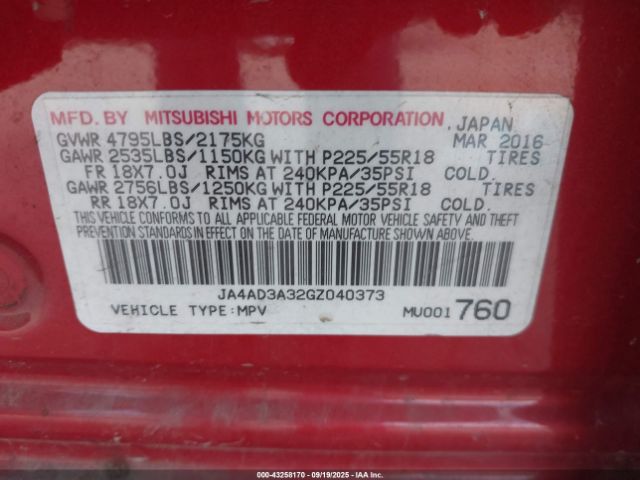 MFD. BY MITSUBISHI MOTORS CORPORATION, JAPAN
GVWR 4795LBS/2175KG MAR 2016
GAWR 2535LBS/1150KG WITH P225/55R18 TIRES
FR 18X7.0J RIMS AT 240KPA/35PSI COLD.
GAWR 2756LBS/1250KG WITH P225/55R18 TIRES
RR 18X7.0J RIMS AT 240KPA/35PSI COLD.
THIS VEHICLE CONFORMS TO ALL APPLICABLE FEDERAL MOTOR VEHICLE SAFETY AND THEFT
PREVENTION STANDARDS IN EFFECT ON THE DATE OF MANUFACTURE SHOWN ABOVE.
JA4AD3A32GZ040373
VEHICLE TYPE:MPV MU001 760
000-43258170 - 09/19/2025 - IAAI.com